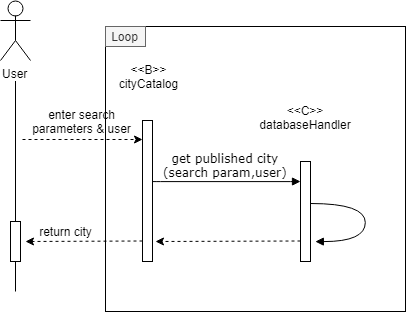 Loop
User
<<B>>
cityCatalog
<<C>>
databaseHandler
enter search
parameters & user
get published city
(search param,user)
return city